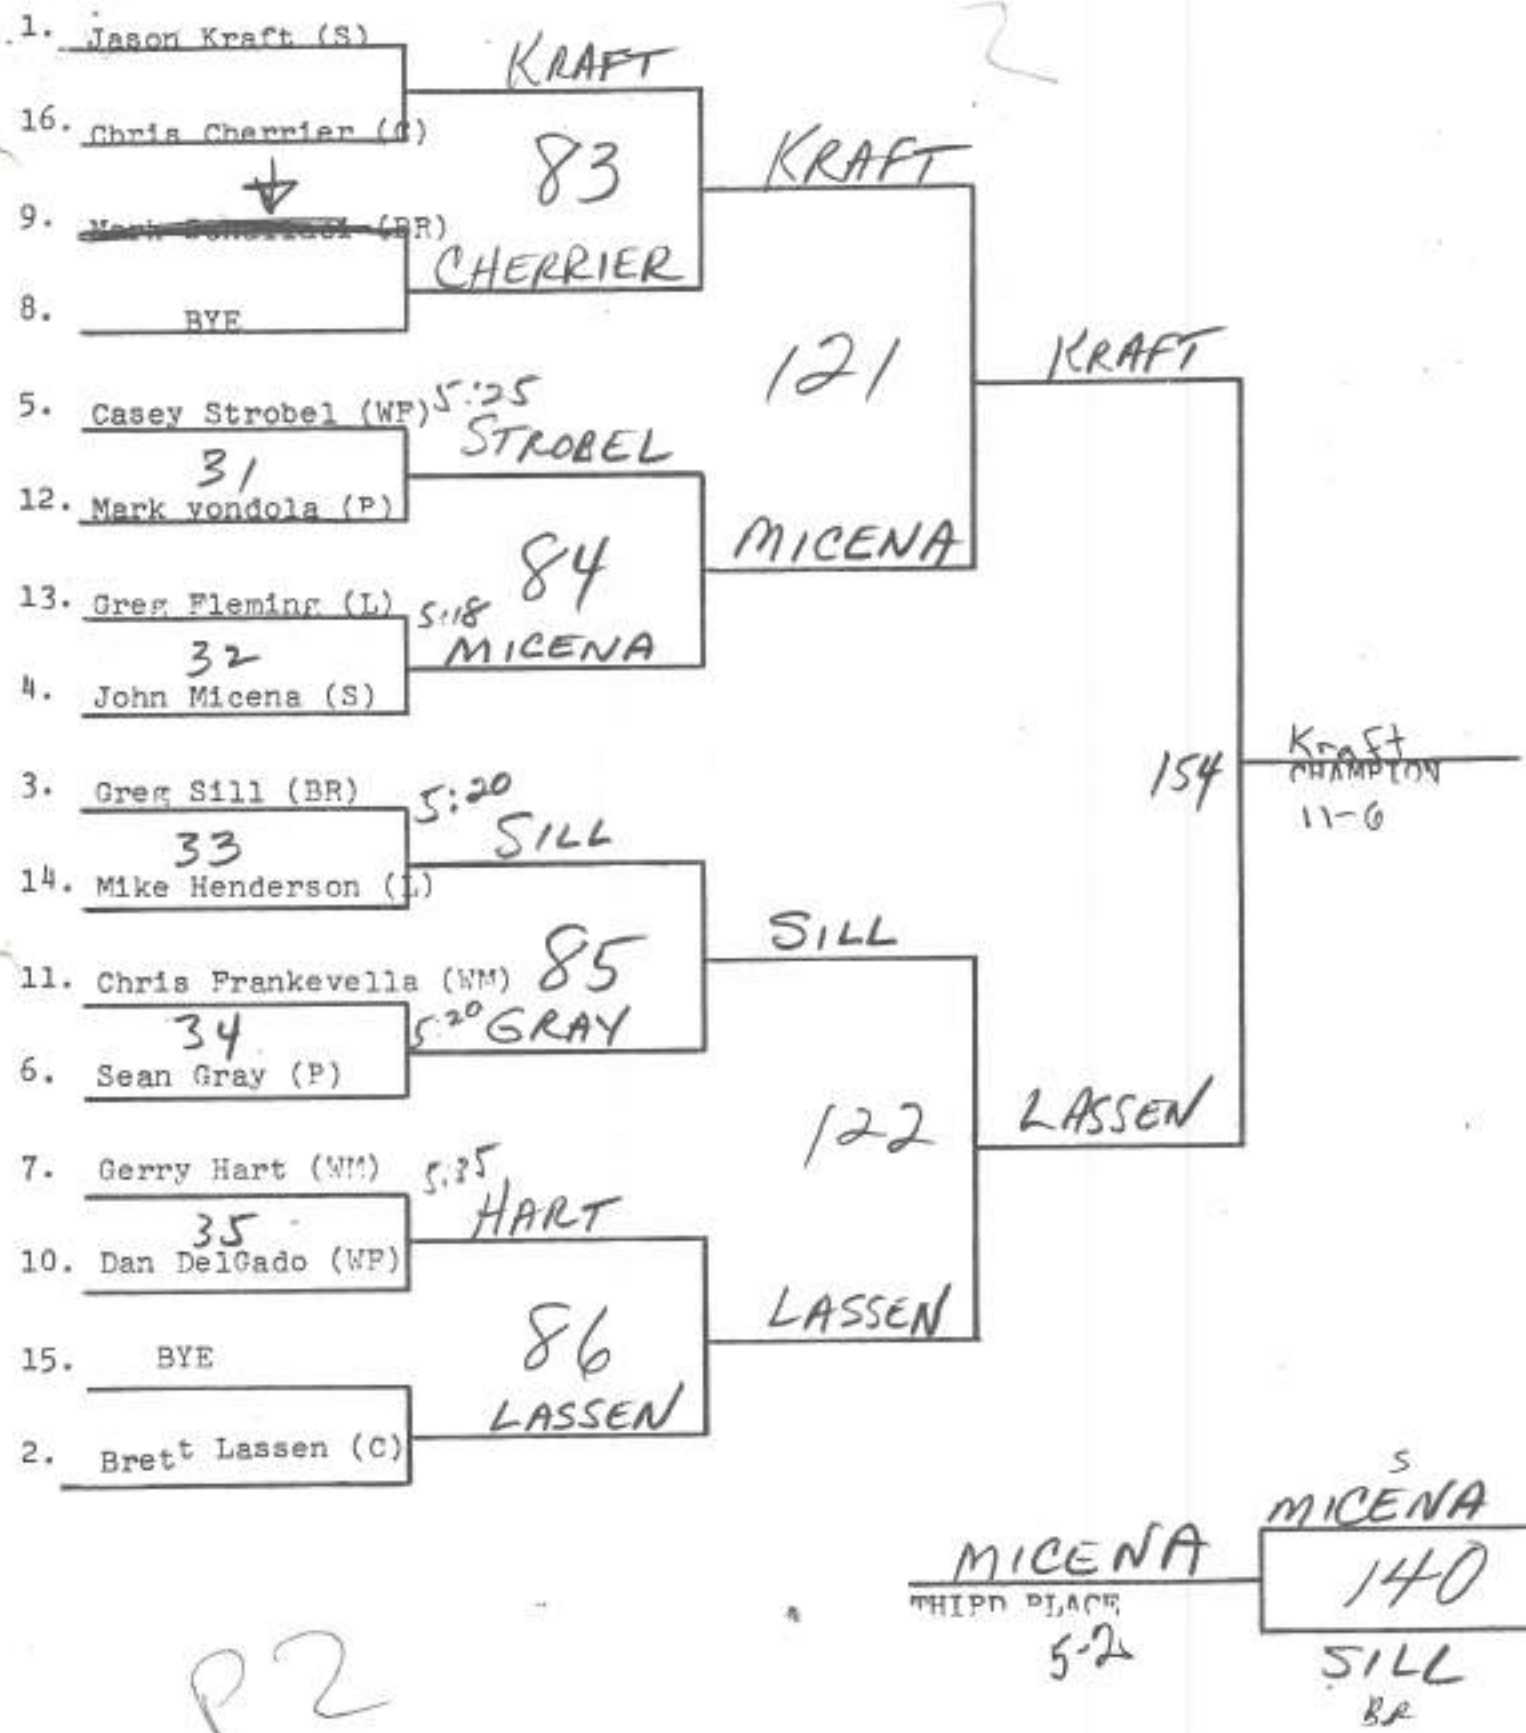 1. Jason Kraft (S)
KRAFT
16. Chris Cherrier (C)
83
KRAFT
9. Mark (BR)
CHERRIER
8. BYE
121
KRAFT
5. Casey Strobel (WF) 5:25
STROBEL
31
12. Mark vondola (P)
84
MICENA
13. Greg Fleming (L) 5:18
MICENA
32
4. John Micena (S)
154
Kraft
CHAMPION
11-6
3. Greg Sill (BR) 5:20
SILL
33
14. Mike Henderson (L)
85
SILL
11. Chris Frankevella (WM)
34
5:20 GRAY
6. Sean Gray (P)
122
LASSEN
7. Gerry Hart (WM)
HART
35
10. Dan DelGado (WF)
86
LASSEN
15. BYE
LASSEN
2. Brett Lassen (C)
S
MICENA
MICENA
140
THIRD PLACE
5-2
SILL
BR
P2